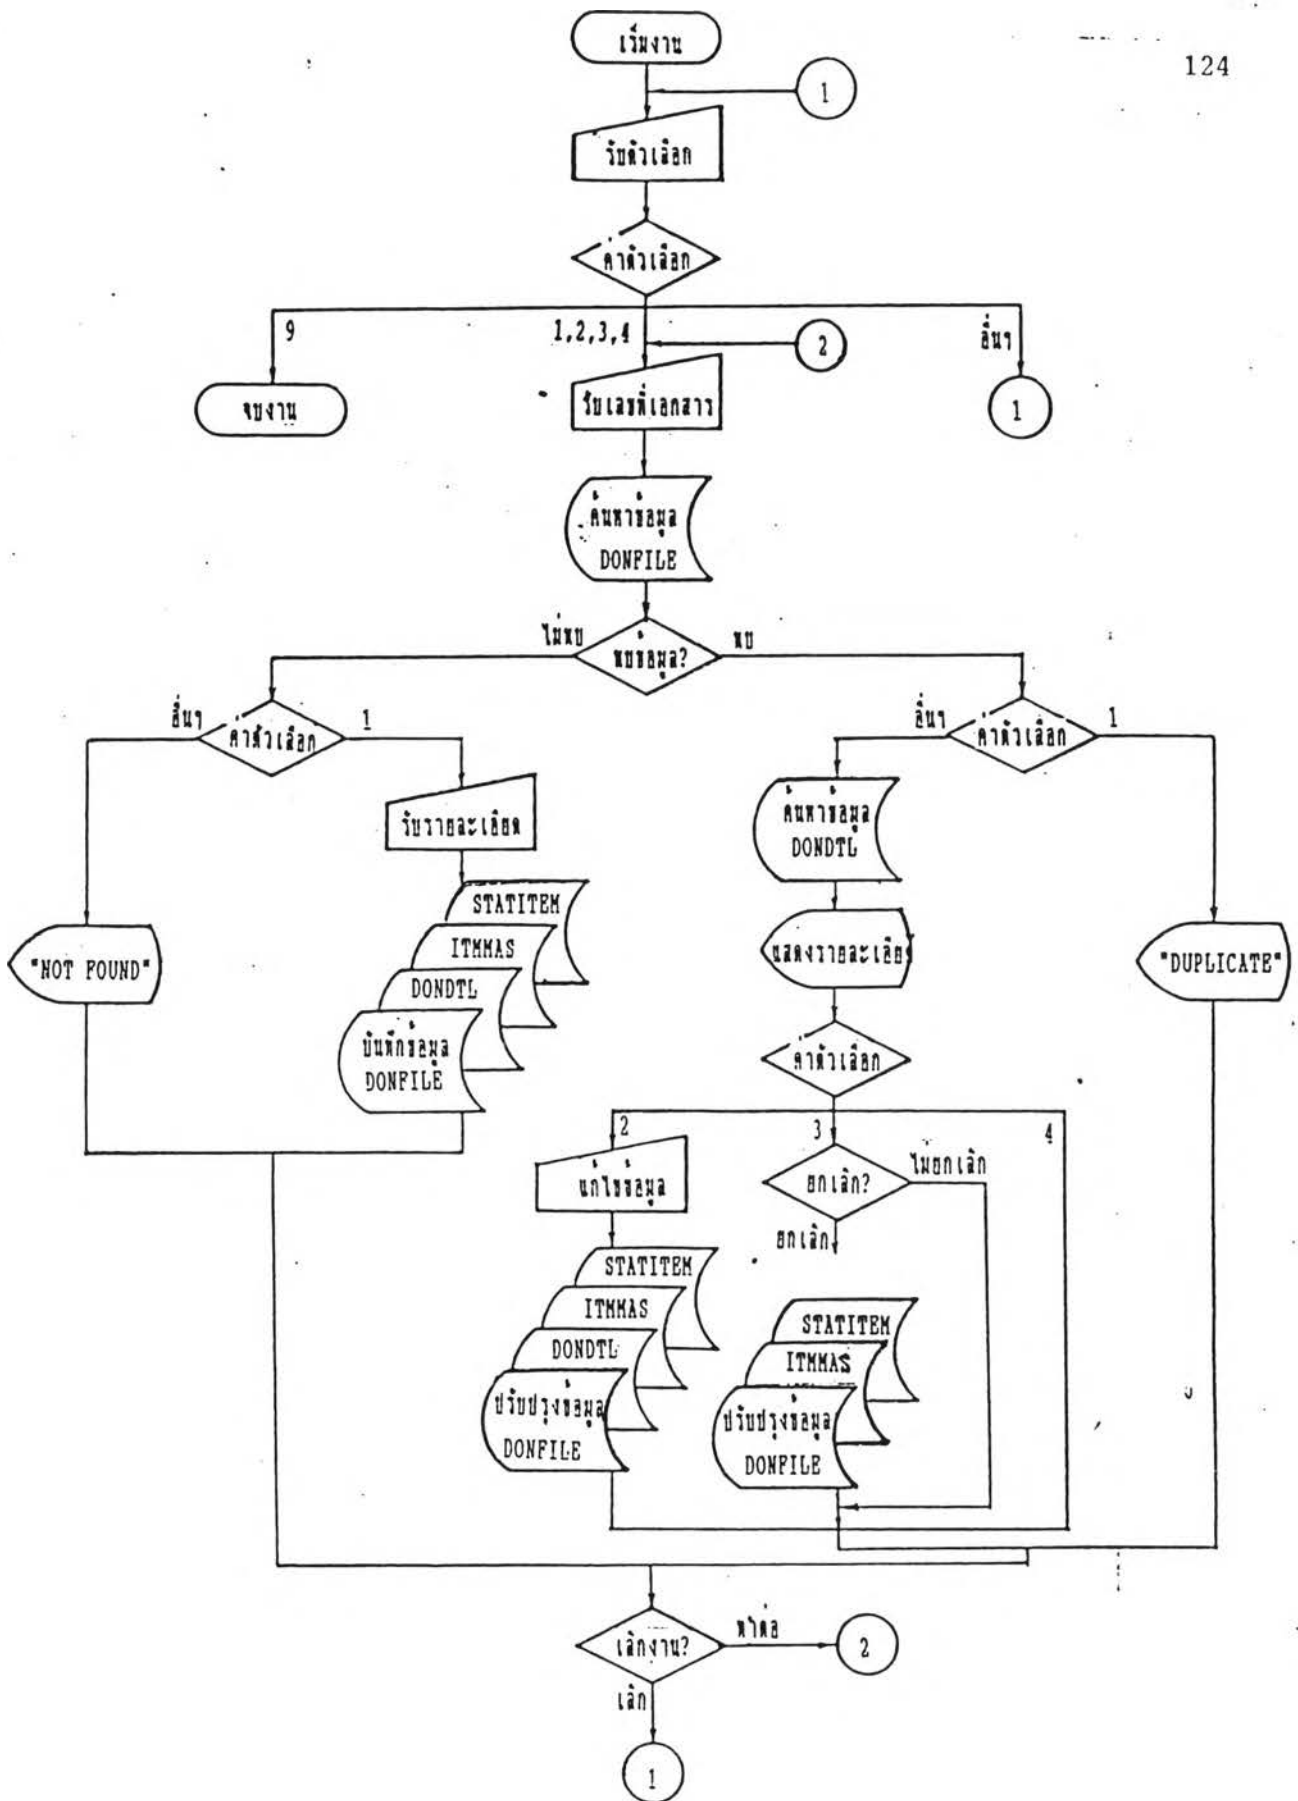 124
เริ่มงาน
1
รับตัวเลือก
ค่าตัวเลือก
9
1,2,3,4
2
อื่นๆ
จบงาน
รับเลขที่เอกสาร
1
ค้นหาข้อมูล
DONFILE
ไม่พบ
พบข้อมูล?
พบ
อื่นๆ
ค่าตัวเลือก
1
อื่นๆ
ค่าตัวเลือก
1
รับรายละเอียด
ค้นหาข้อมูล
DONDTL
STATITEM
ITMMAS
DONDTL
บันทึกข้อมูล
DONFILE
"NOT FOUND"
แสดงรายละเอียด
"DUPLICATE"
ค่าตัวเลือก
2
3
4
แก้ไขข้อมูล
ยกเลิก?
ไม่ยกเลิก
ยกเลิก
STATITEM
ITMMAS
DONDTL
ปรับปรุงข้อมูล
DONFILE
STATITEM
ITMMAS
ปรับปรุงข้อมูล
DONFILE
เลิกงาน?
ทำต่อ
2
เลิก
1